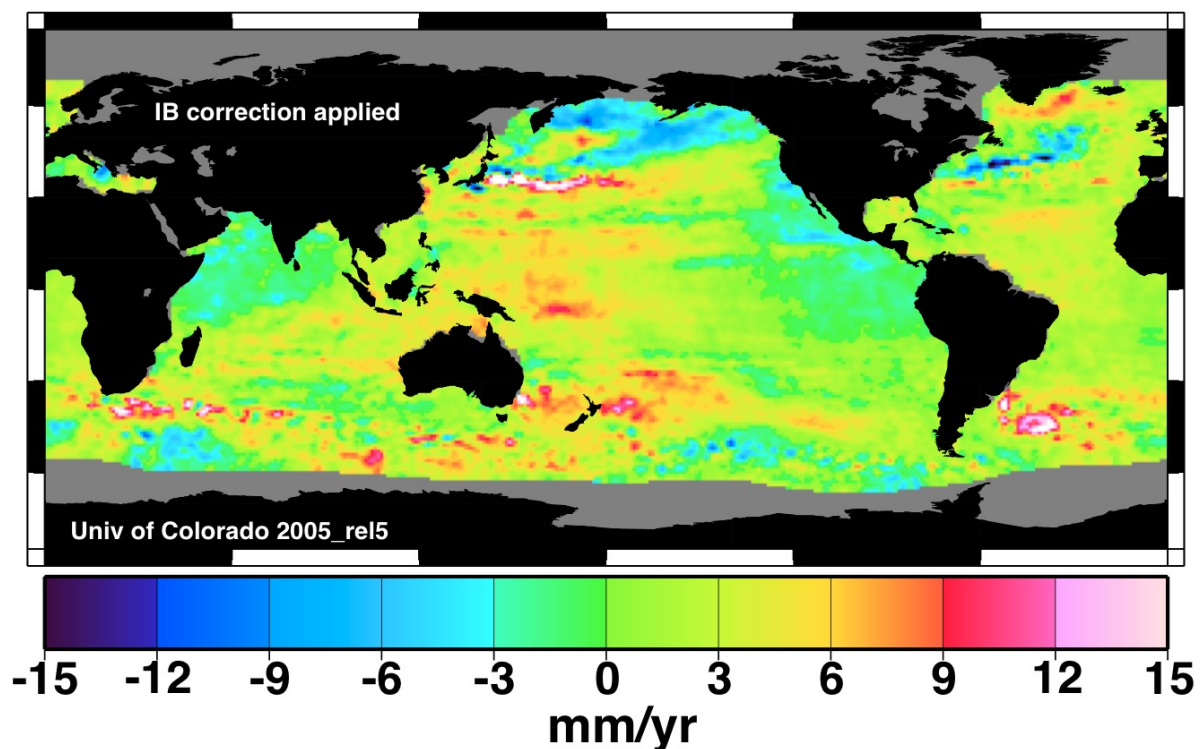 IB correction applied
Univ of Colorado 2005_rel5
-15 -12 -9 -6 -3 0 3 6 9 12 15
mm/yr